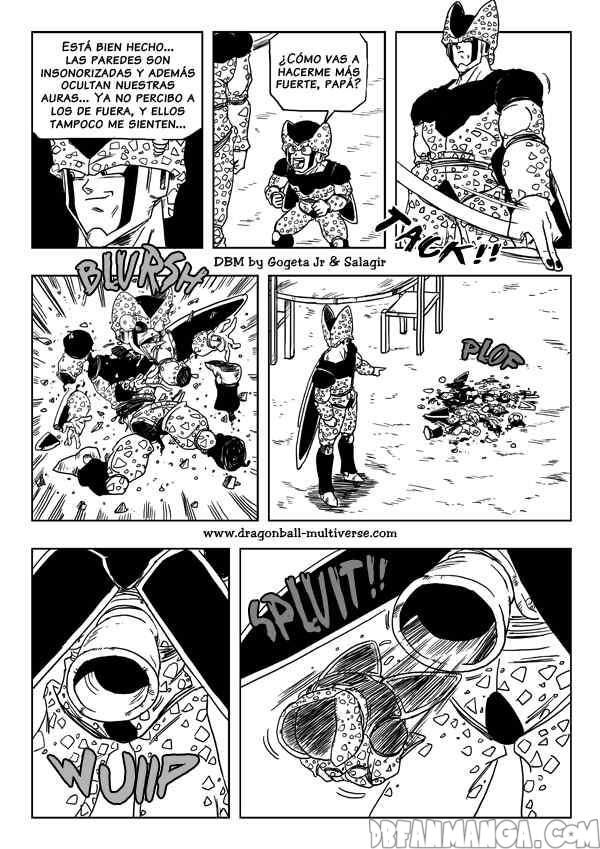 ESTÁ BIEN HECHO...
LAS PAREDES SON
INSONORIZADAS Y ADEMÁS
OCULTAN NUESTRAS
AURAS... YA NO PERCIBO A
LOS DE FUERA, Y ELLOS
TAMPOCO ME SIENTEN...
¿CÓMO VAS A
HACERME MÁS
FUERTE, PAPÁ?
TACK!!
DBM by Gogeta Jr & Salagir
BLURSH
PLOF
www.dragonball-multiverse.com
WUIIP
SPLUIT!!
DBFANMANGA.COM